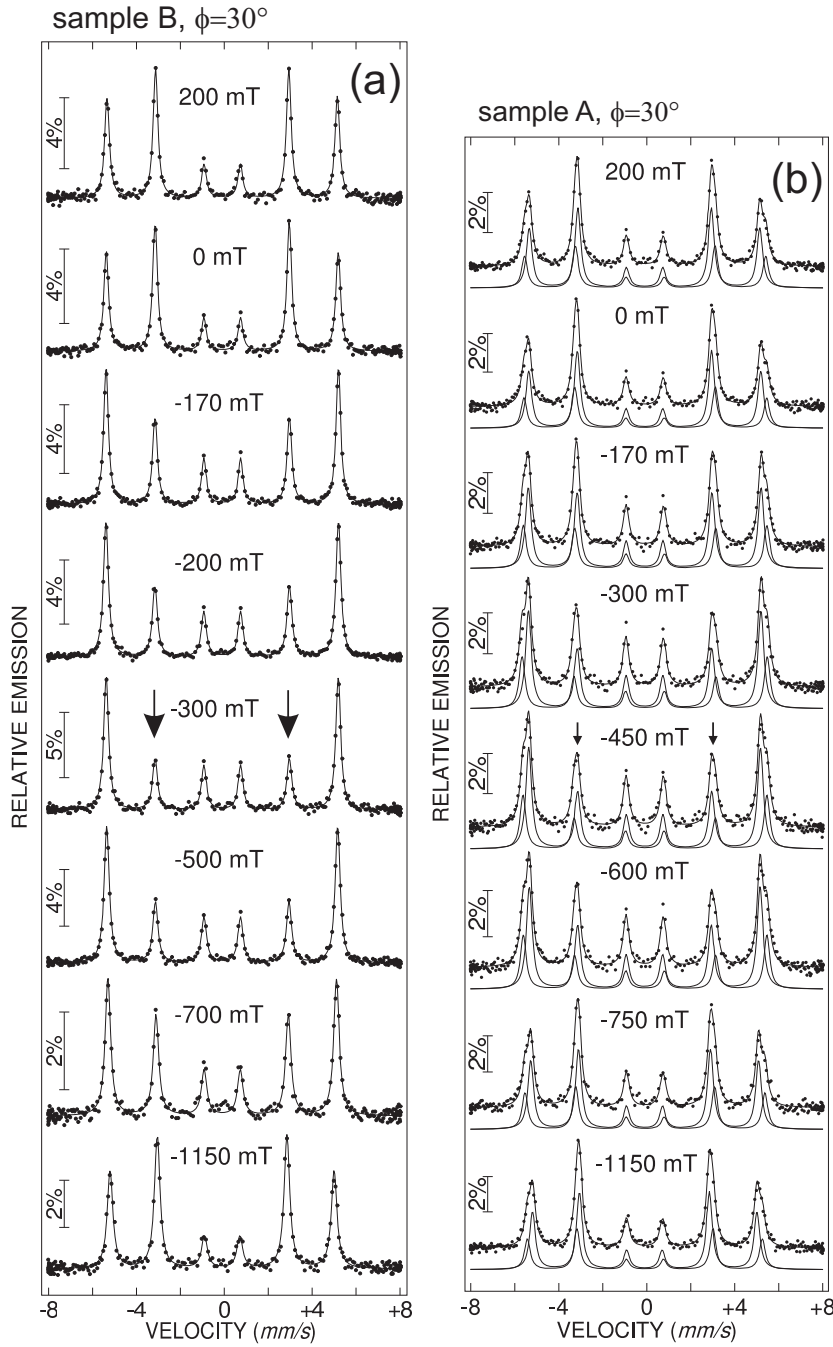 sample B, ϕ=30°
(a)
200 mT
4%
0 mT
4%
-170 mT
4%
-200 mT
4%
-300 mT
5%
-500 mT
4%
-700 mT
2%
-1150 mT
2%
RELATIVE EMISSION
-8 -4 0 +4 +8
VELOCITY (mm/s)
sample A, ϕ=30°
(b)
200 mT
2%
0 mT
2%
-170 mT
2%
-300 mT
2%
-450 mT
2%
-600 mT
2%
-750 mT
2%
-1150 mT
2%
RELATIVE EMISSION
-8 -4 0 +4 +8
VELOCITY (mm/s)